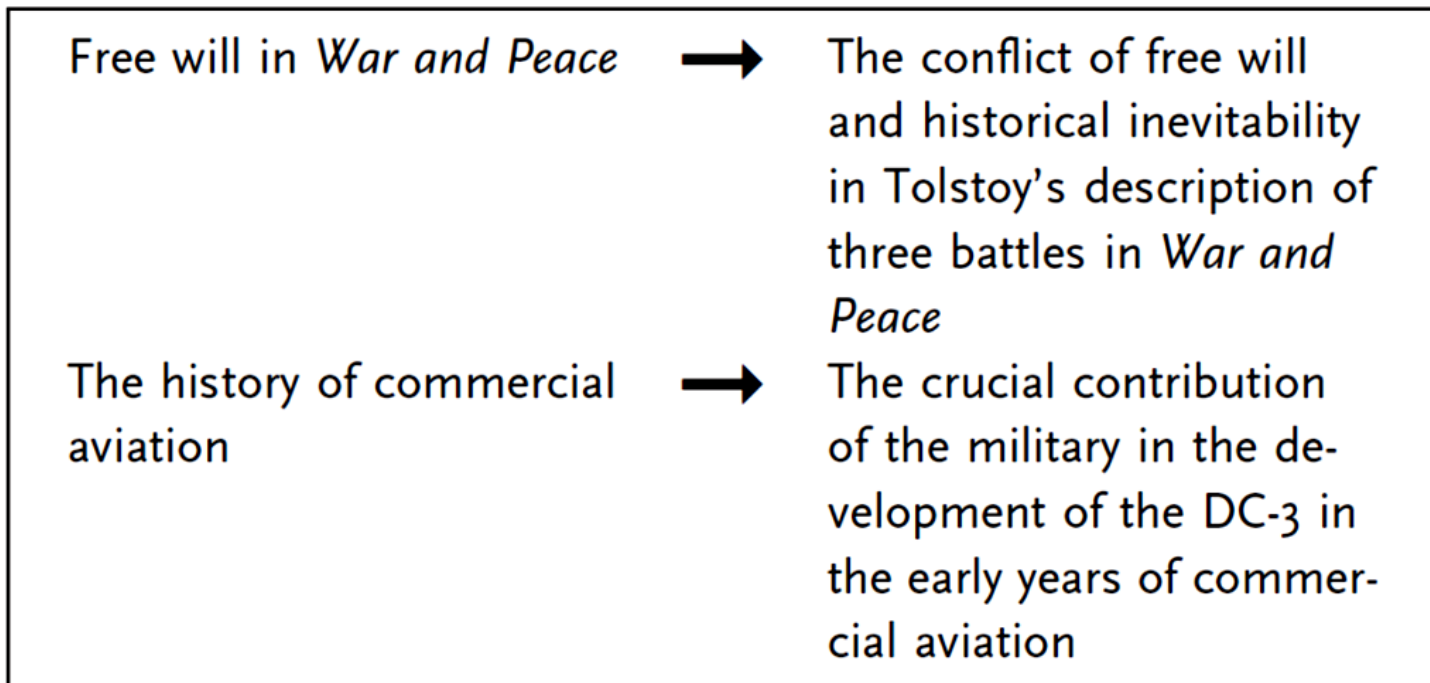 Free will in War and Peace → The conflict of free will
and historical inevitability
in Tolstoy’s description of
three battles in War and
Peace
The history of commercial → The crucial contribution
aviation of the military in the de-
velopment of the DC-3 in
the early years of commer-
cial aviation